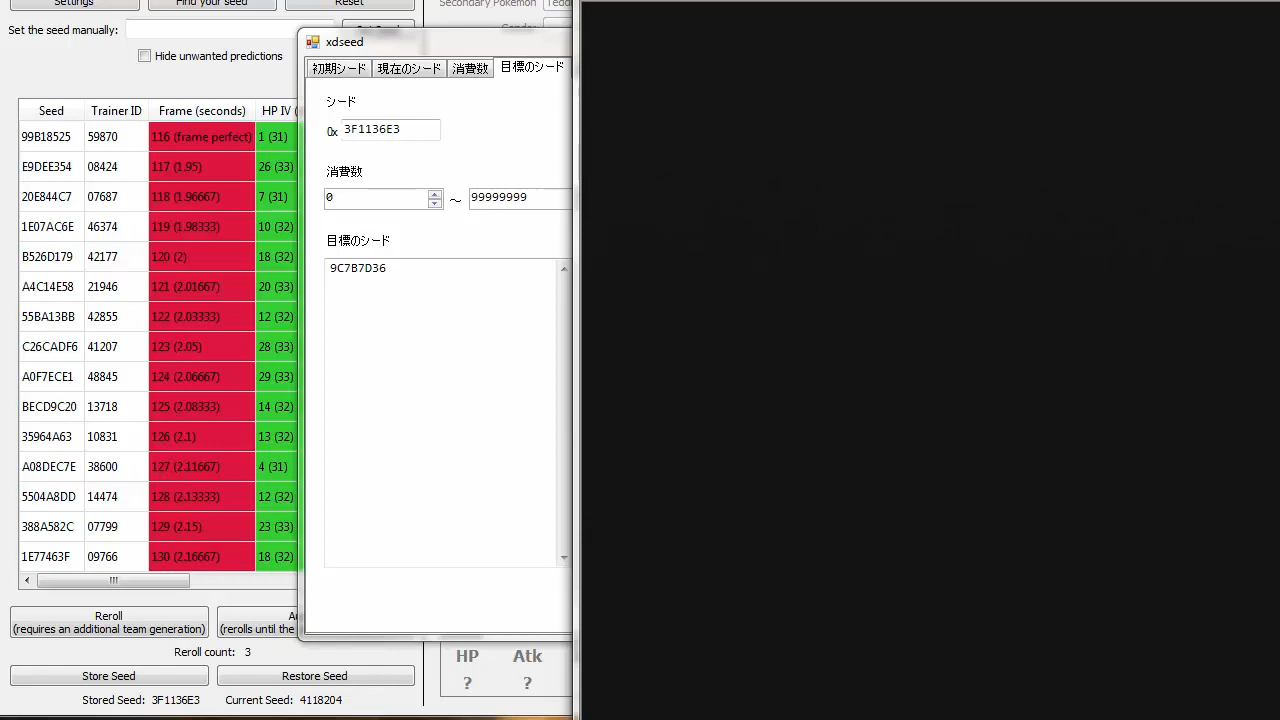 Settings
Find your seed
Reset
Set the seed manually:
Hide unwanted predictions
Seed Trainer ID Frame (seconds) HP IV (
99B18525 59870 116 (frame perfect) 1 (31)
E9DEE354 08424 117 (1.95) 26 (33)
20E844C7 07687 118 (1.96667) 7 (31)
1E07AC6E 46374 119 (1.98333) 10 (32)
B526D179 42177 120 (2) 18 (32)
A4C14E58 21946 121 (2.01667) 20 (33)
55BA13BB 42855 122 (2.03333) 12 (32)
C26CADF6 41207 123 (2.05) 28 (33)
A0F7ECE1 48845 124 (2.06667) 29 (33)
BECD9C20 13718 125 (2.08333) 14 (32)
35964A63 10831 126 (2.1) 13 (32)
A08DEC7E 38600 127 (2.11667) 4 (31)
5504A8DD 14474 128 (2.13333) 12 (32)
388A582C 07799 129 (2.15) 23 (33)
1E77463F 09766 130 (2.16667) 18 (32)
Reroll
(requires an additional team generation)
(rerolls until the
Reroll count: 3
Store Seed
Restore Seed
Stored Seed: 3F1136E3 Current Seed: 4118204
Secondary Pokemon
xdseed
初期シード 現在のシード 消費数 目標のシード
シード
0x 3F1136E3
消費数
0 ～ 99999999
目標のシード
9C7B7D36
HP Atk
? ?